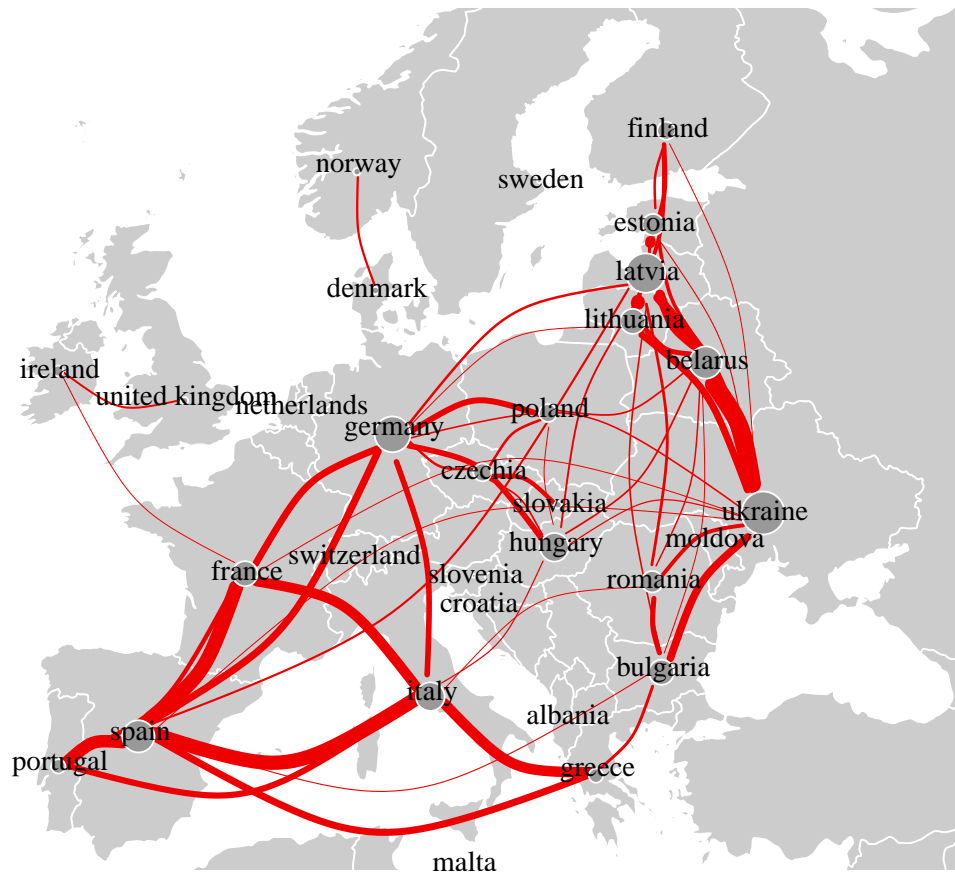 finland
norway
sweden
estonia
latvia
denmark
lithuania
belarus
ireland
united kingdom
netherlands
poland
germany
czechia
slovakia
ukraine
moldova
hungary
switzerland
france
slovenia
romania
croatia
bulgaria
italy
albania
spain
portugal
greece
malta